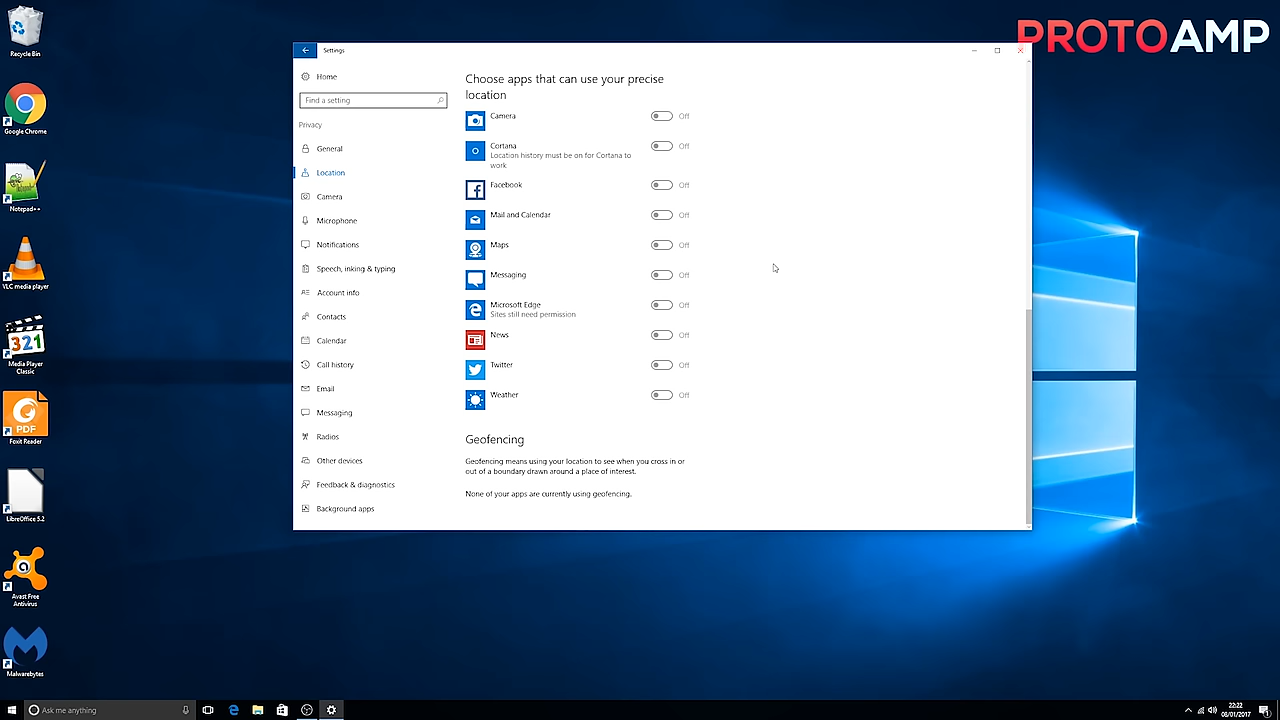 Recycle Bin
Google Chrome
Notepad++
VLC media player
321
Media Player
Classic
PDF
Foxit Reader
LibreOffice 5.2
Avast Free
Antivirus
Malwarebytes
PROTOAMP
Settings
Home
Find a setting
Privacy
General
Location
Camera
Microphone
Notifications
Speech, inking & typing
Account info
Contacts
Calendar
Call history
Email
Messaging
Radios
Other devices
Feedback & diagnostics
Background apps
Choose apps that can use your precise
location
Camera Off
Cortana Off
Location history must be on for Cortana to
work
Facebook Off
Mail and Calendar Off
Maps Off
Messaging Off
Microsoft Edge Off
Sites still need permission
News Off
Twitter Off
Weather Off
Geofencing
Geofencing means using your location to see when you cross in or
out of a boundary drawn around a place of interest.
None of your apps are currently using geofencing.
Ask me anything
22:22
06/01/2017
1